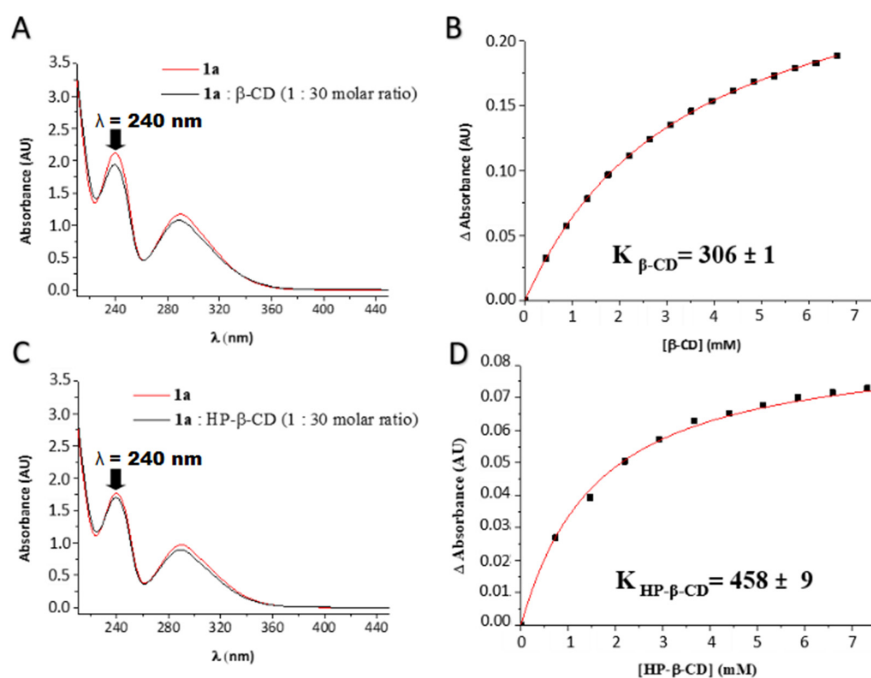 A
3.5
3.0
2.5
2.0
1.5
1.0
0.5
0.0
Absorbance (AU)
1a
1a : β-CD (1 : 30 molar ratio)
λ = 240 nm
240 280 320 360 400 440
λ (nm)
B
0.20
0.15
0.10
0.05
0.00
Δ Absorbance (AU)
K β-CD = 306 ± 1
0 1 2 3 4 5 6 7
[β-CD] (mM)
C
3.5
3.0
2.5
2.0
1.5
1.0
0.5
0.0
Absorbance (AU)
1a
1a : HP-β-CD (1 : 30 molar ratio)
λ = 240 nm
240 280 320 360 400 440
λ (nm)
D
0.08
0.07
0.06
0.05
0.04
0.03
0.02
0.01
0.00
Δ Absorbance (AU)
K HP-β-CD = 458 ± 9
0 1 2 3 4 5 6 7
[HP-β-CD] (mM)